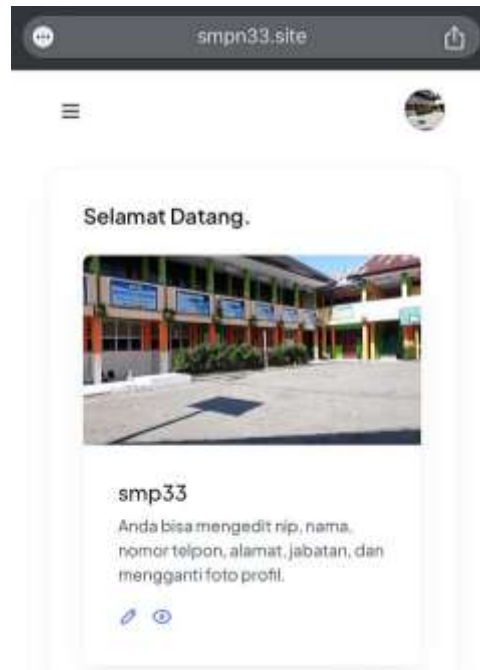 smpn33.site
Selamat Datang.
smp33
Anda bisa mengedit nip, nama,
nomor telpon, alamat, jabatan, dan
mengganti foto profil.